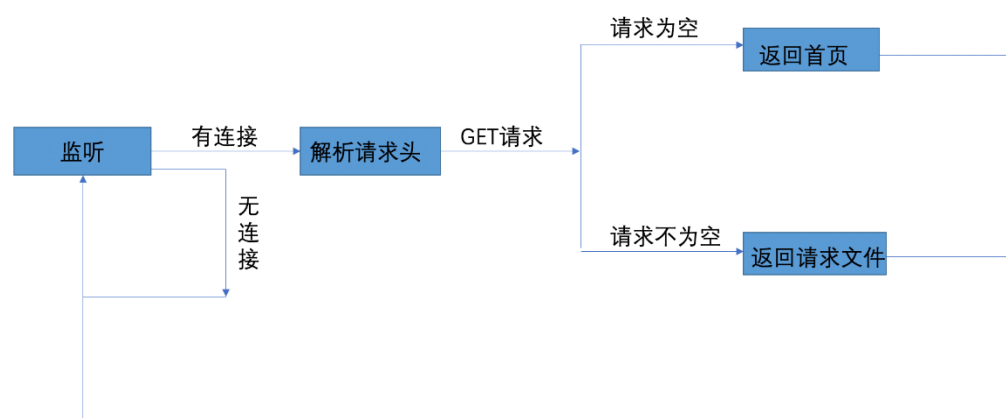 请求为空
返回首页
监听
有连接
解析请求头
GET请求
无
连
接
请求不为空
返回请求文件